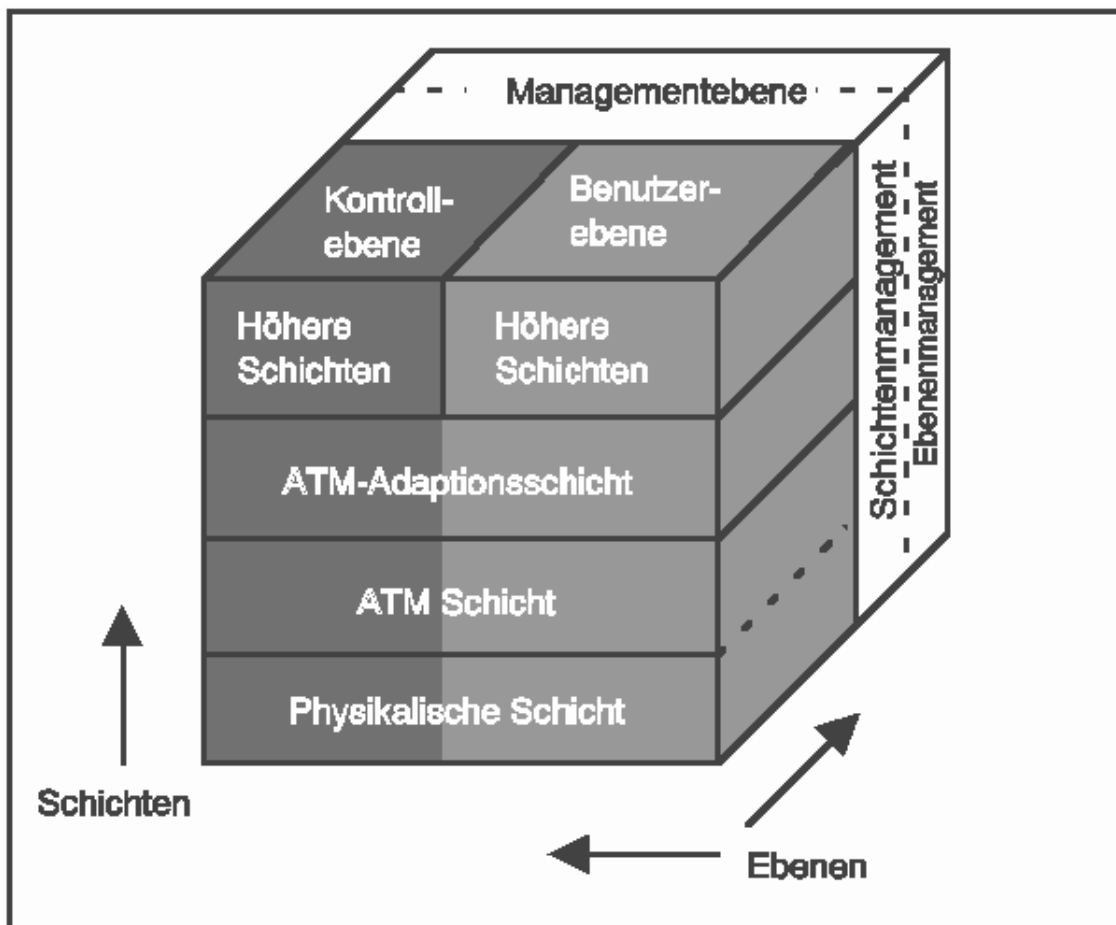 Managementebene
Kontroll-
ebene
Benutzer-
ebene
Schichtenmanagement
Ebenenmanagement
Höhere
Schichten
Höhere
Schichten
ATM-Adaptionsschicht
ATM Schicht
Physikalische Schicht
Schichten
Ebenen